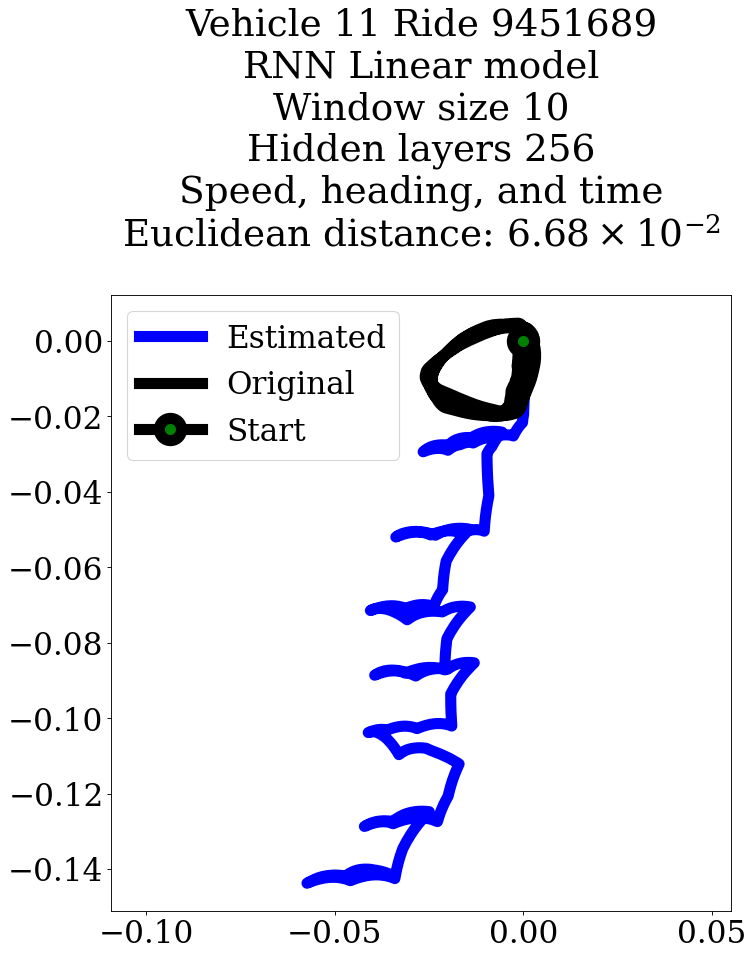 Vehicle 11 Ride 9451689
RNN Linear model
Window size 10
Hidden layers 256
Speed, heading, and time
Euclidean distance: 6.68 × 10⁻²
Estimated
Original
Start
0.00
−0.02
−0.04
−0.06
−0.08
−0.10
−0.12
−0.14
−0.10
−0.05
0.00
0.05